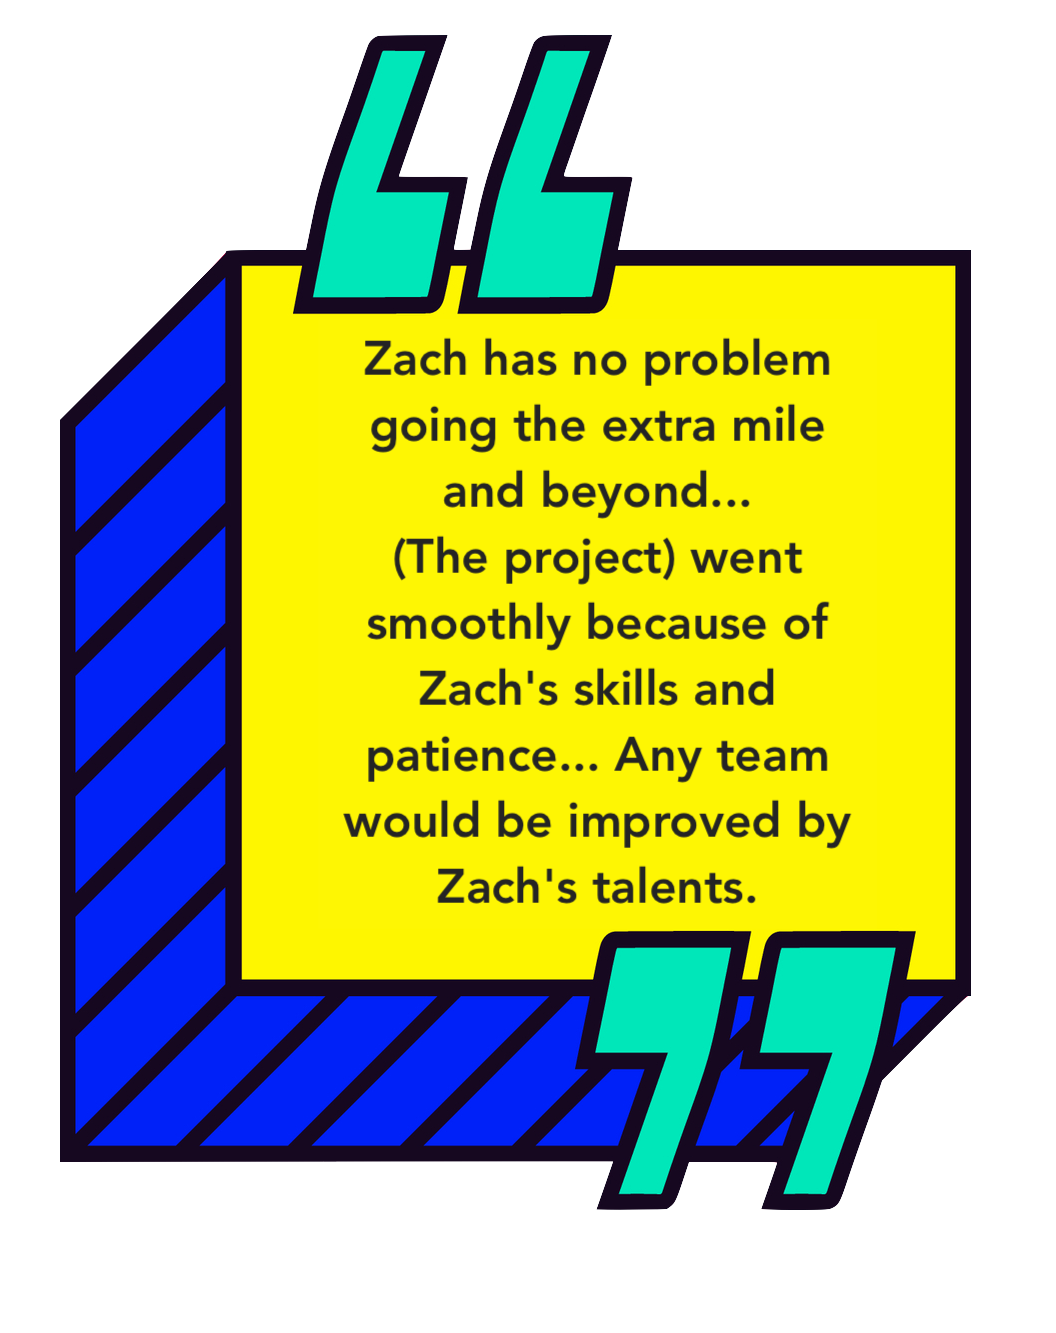 “
Zach has no problem
going the extra mile
and beyond...
(The project) went
smoothly because of
Zach's skills and
patience... Any team
would be improved by
Zach's talents.
”